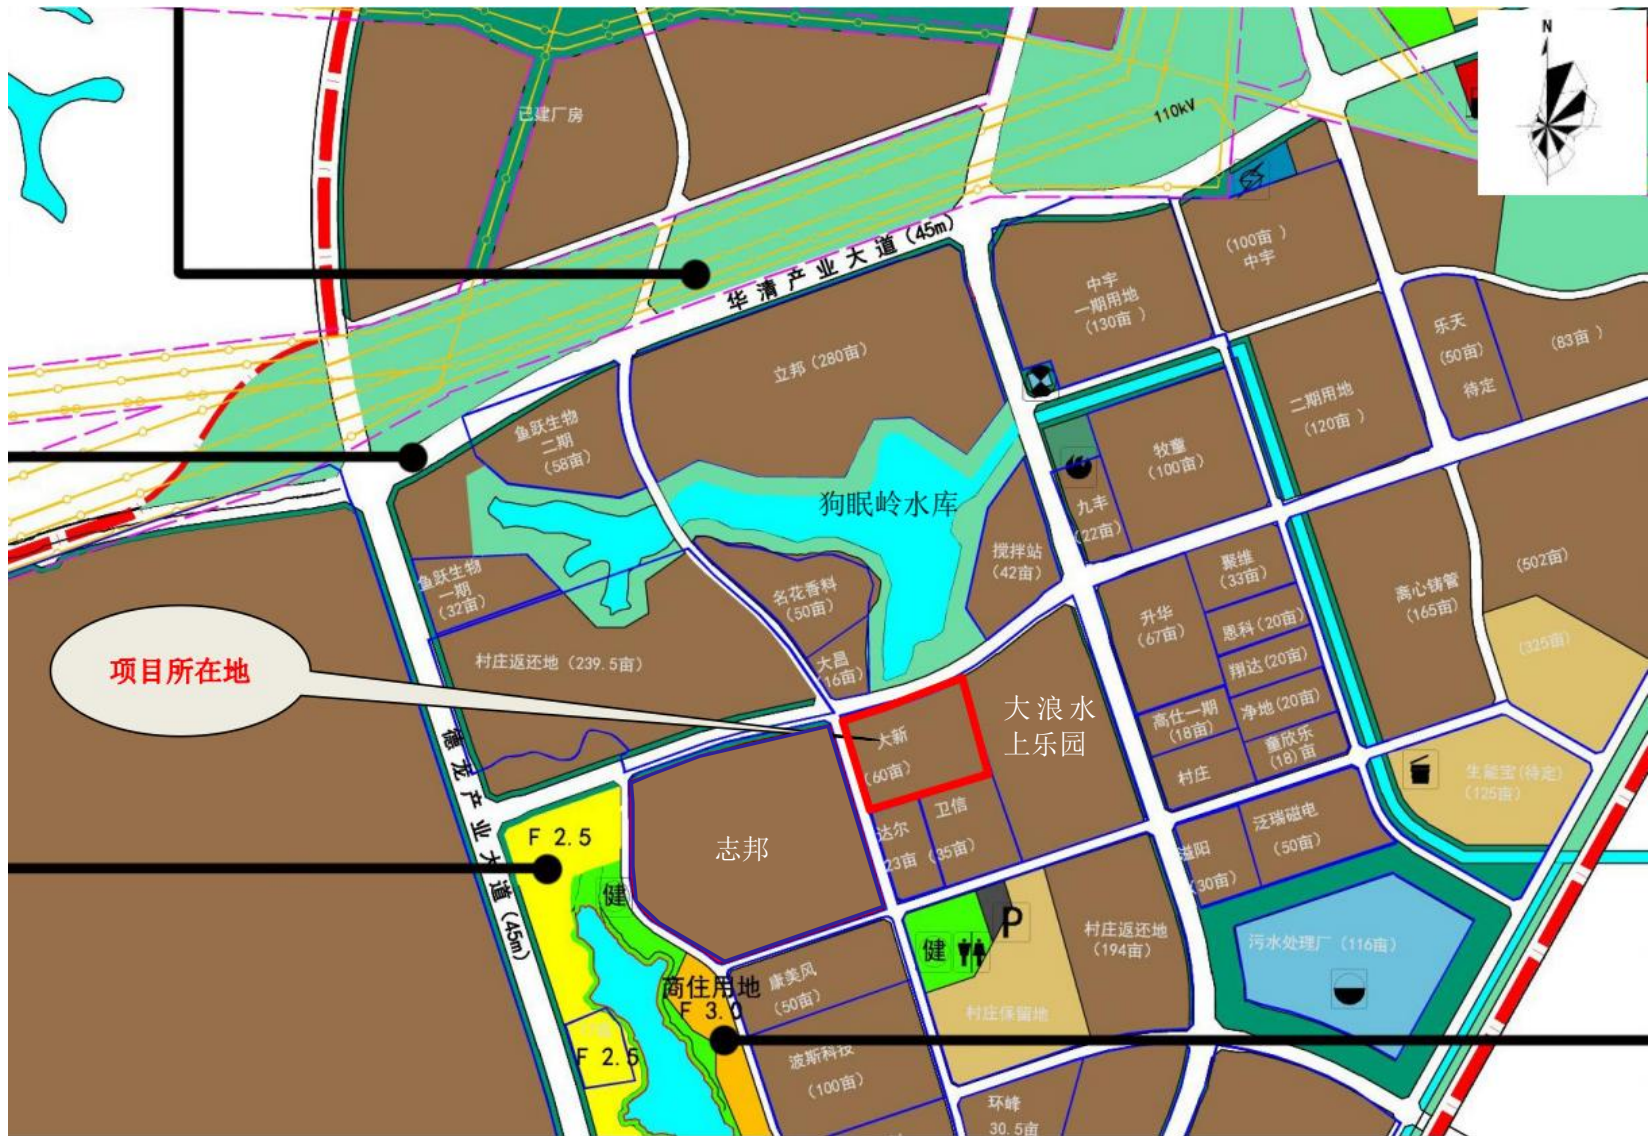 N
已建厂房
110kV
华清产业大道(45m)
(100亩)
中宇
中宇
一期用地
(130亩)
乐天
(50亩)
待定
(83亩)
立邦(280亩)
二期用地
(120亩)
鱼跃生物
二期
(58亩)
牧童
(100亩)
狗眠岭水库
九丰
(22亩)
搅拌站
(42亩)
聚维
(33亩)
(502亩)
鱼跃生物
一期
(32亩)
名花香料
(50亩)
离心铸管
(165亩)
升华
(67亩)
恩科(20亩)
(325亩)
项目所在地
村庄返还地(239.5亩)
大昌
(16亩)
翔达(20亩)
大浪水
上乐园
高仕一期
(18亩)
净地(20亩)
大新
(60亩)
童欣乐
(18)亩
村庄
生能宝(待定)
(125亩)
德龙产业大道(45m)
卫信
(35亩)
达尔
23亩
泛瑞磁电
(50亩)
溢阳
(30亩)
F 2.5
志邦
健
P
健
村庄返还地
(194亩)
污水处理厂(116亩)
康美风
(50亩)
商住用地
F 3.0
村庄保留地
F 2.5
波斯科技
(100亩)
环峰
30.5亩